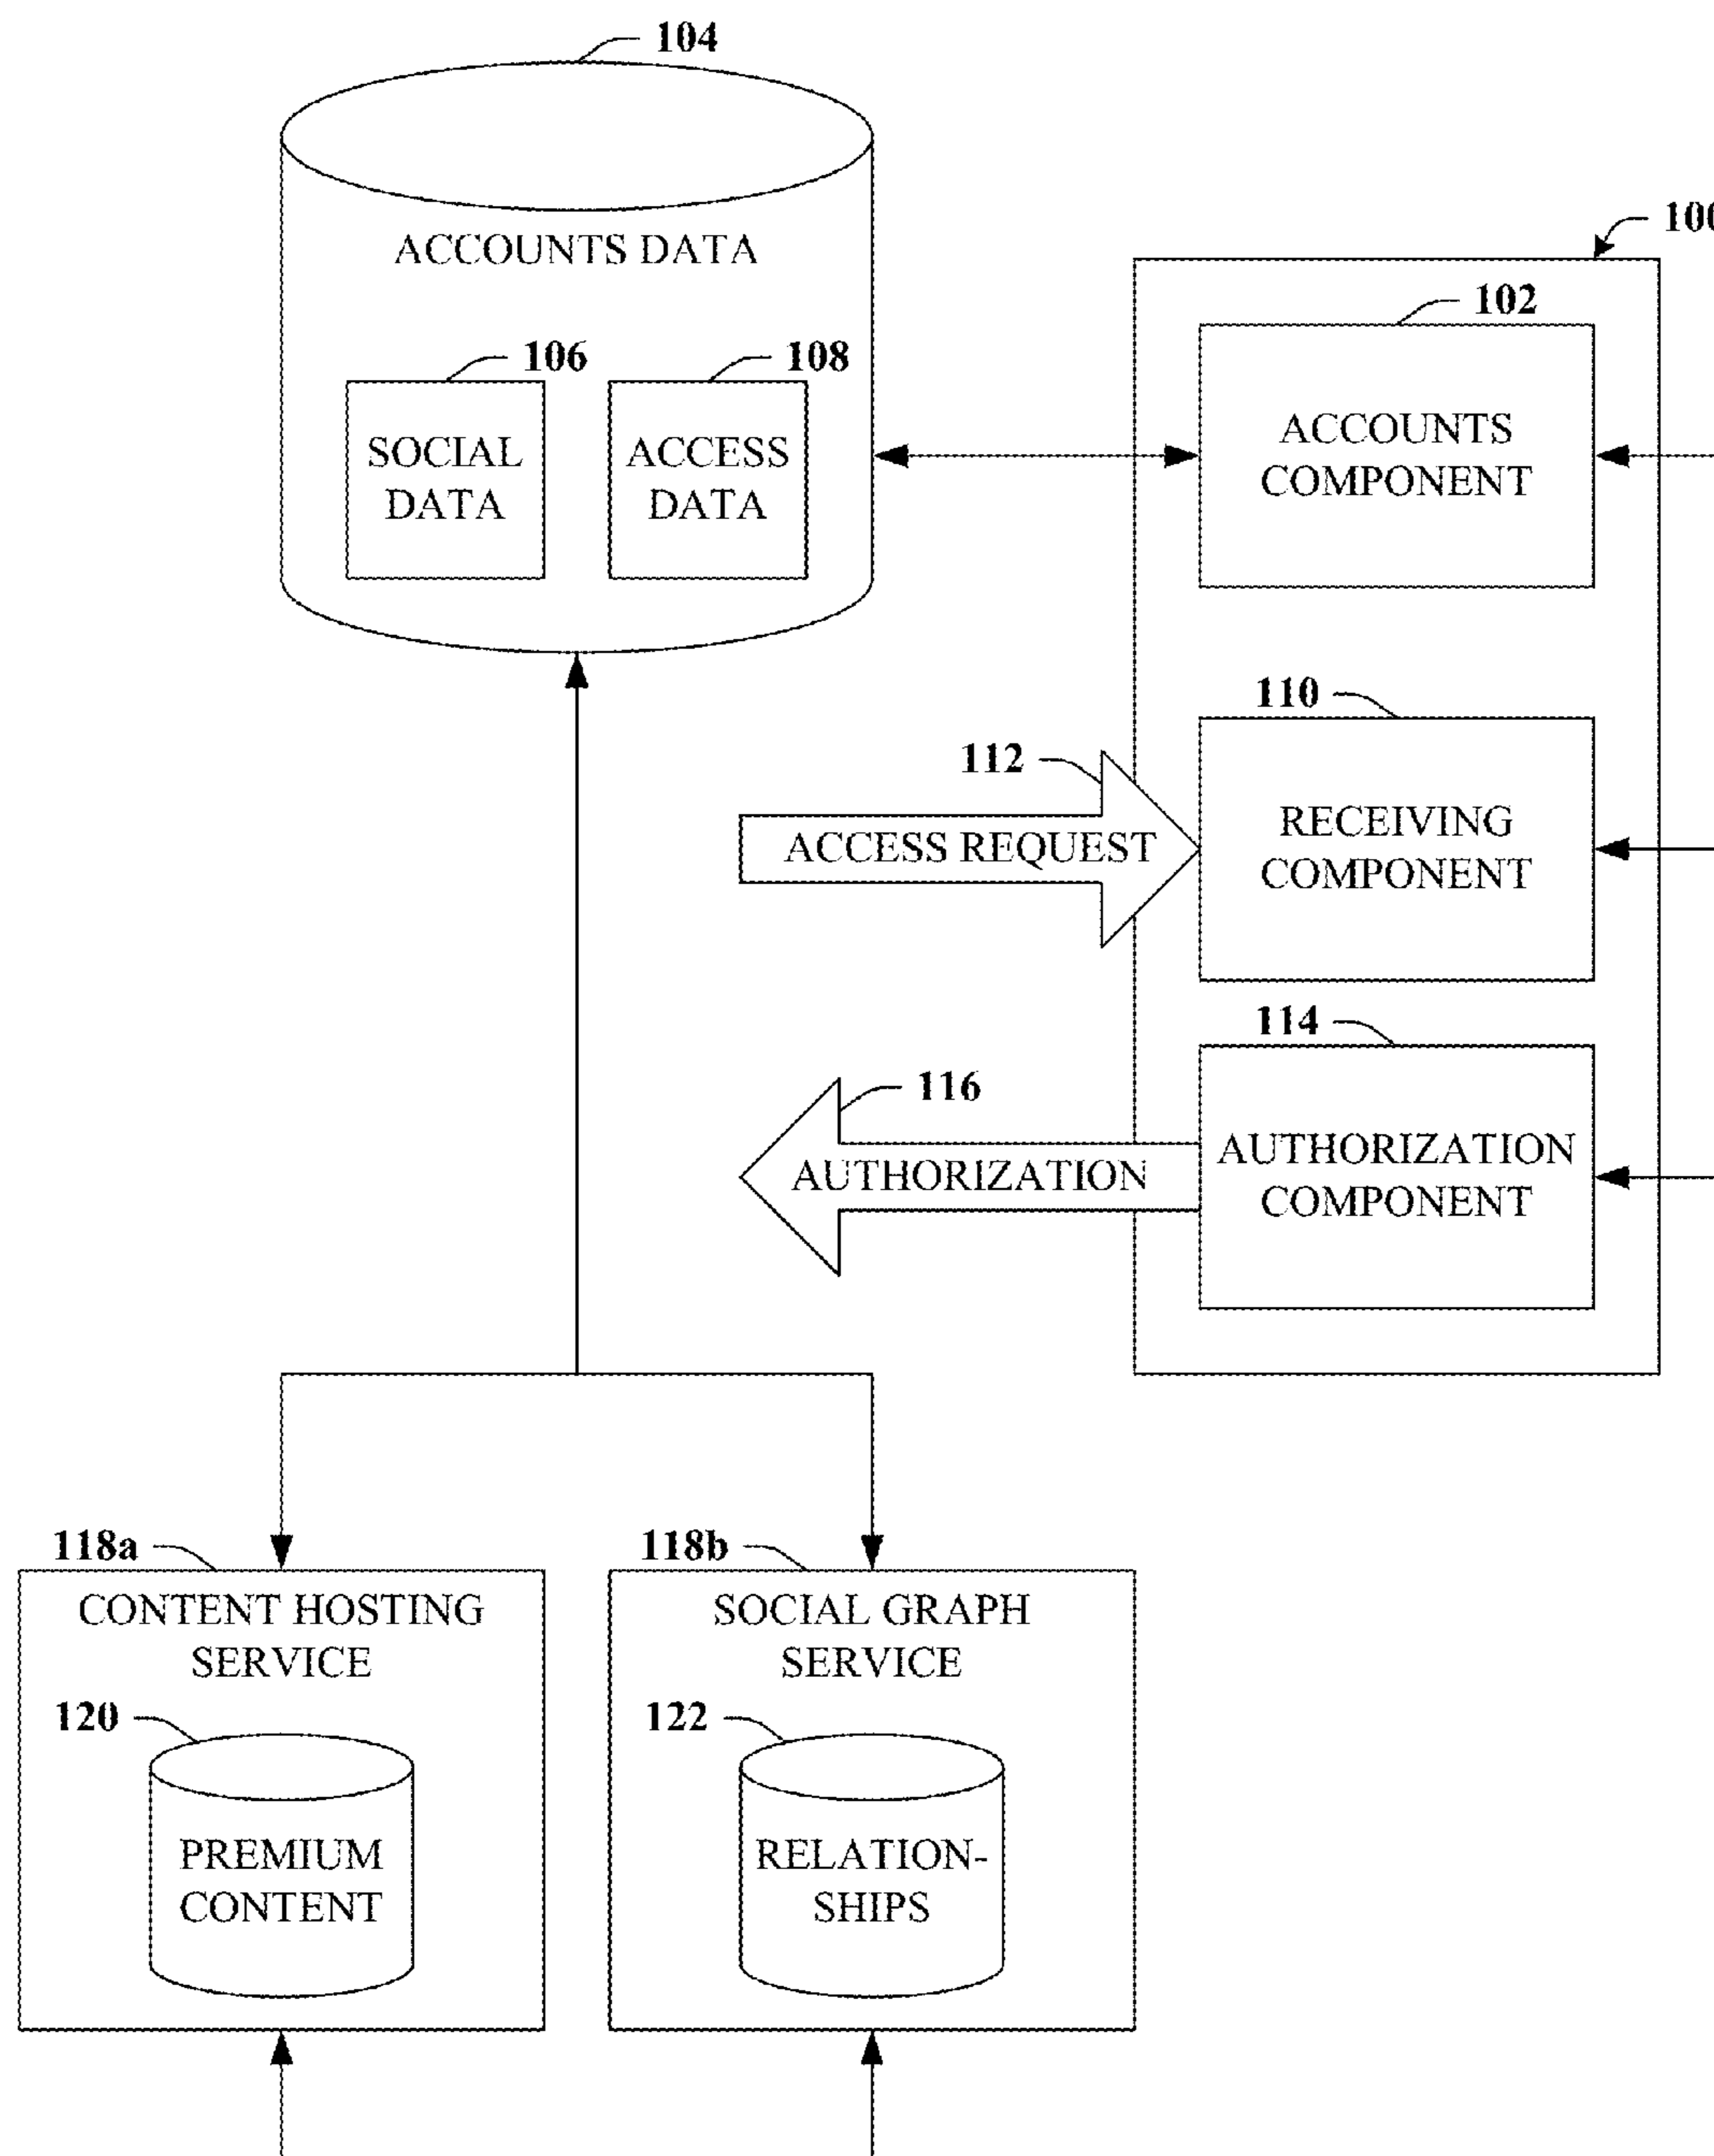 104
ACCOUNTS DATA
106
108
SOCIAL
DATA
ACCESS
DATA
100
102
ACCOUNTS
COMPONENT
110
112
ACCESS REQUEST
RECEIVING
COMPONENT
114
116
AUTHORIZATION
AUTHORIZATION
COMPONENT
118a
CONTENT HOSTING
SERVICE
120
PREMIUM
CONTENT
118b
SOCIAL GRAPH
SERVICE
122
RELATION-
SHIPS